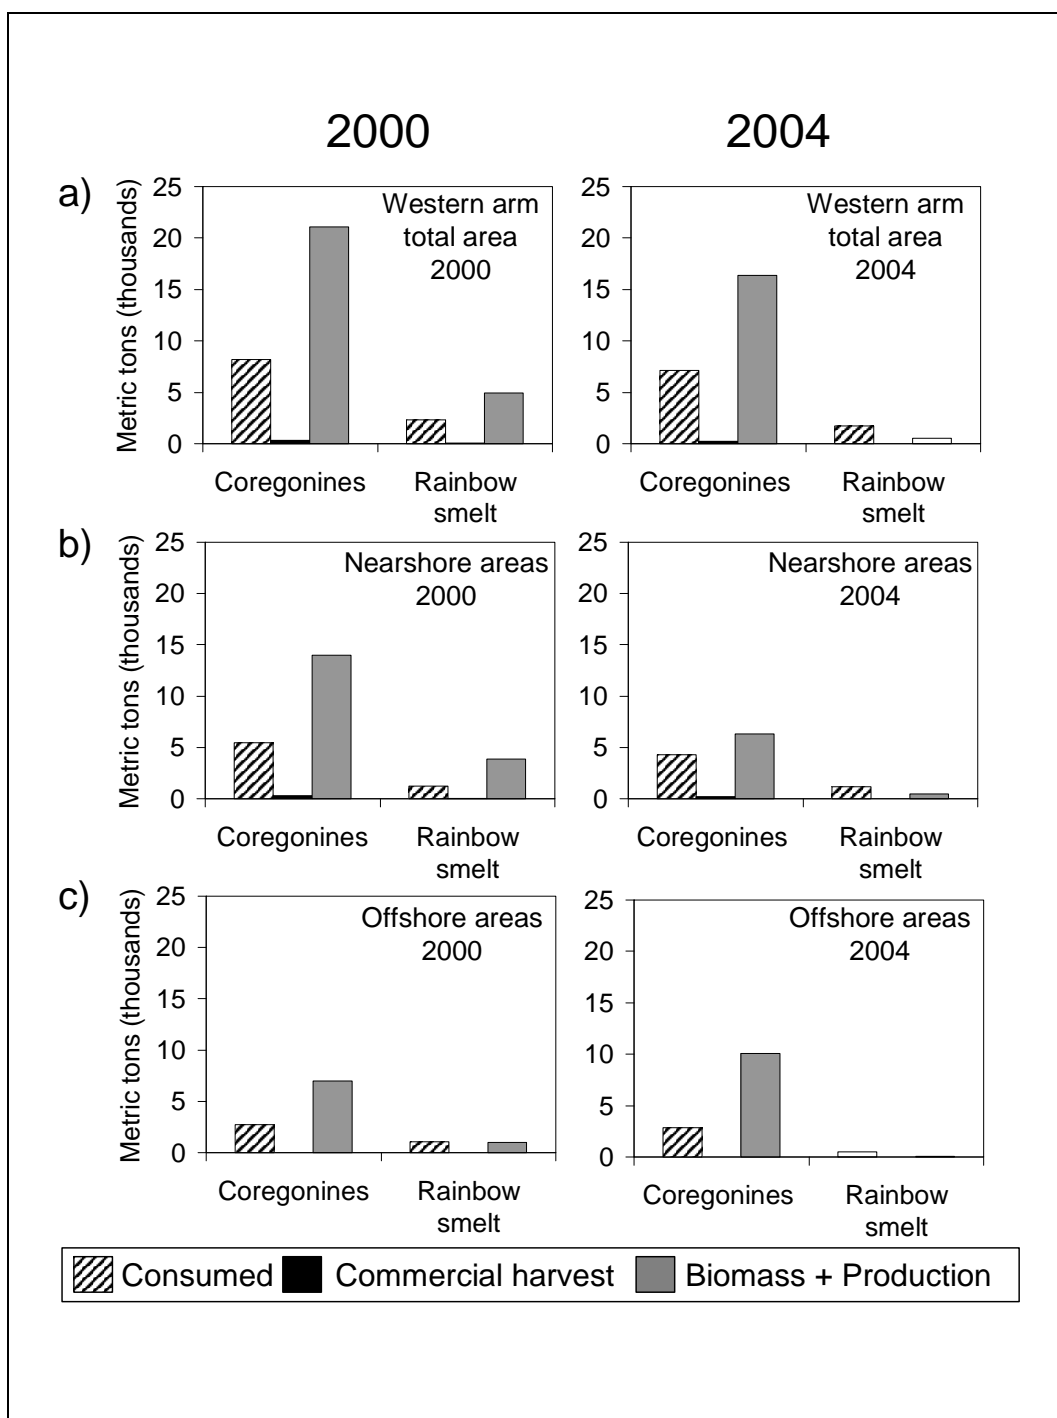 2000
2004
a)
Metric tons (thousands)
25
20
15
10
5
0
Western arm
total area
2000
Coregonines
Rainbow
smelt
25
20
15
10
5
0
Western arm
total area
2004
Coregonines
Rainbow
smelt
b)
Metric tons (thousands)
25
20
15
10
5
0
Nearshore areas
2000
Coregonines
Rainbow
smelt
25
20
15
10
5
0
Nearshore areas
2004
Coregonines
Rainbow
smelt
c)
Metric tons (thousands)
25
20
15
10
5
0
Offshore areas
2000
Coregonines
Rainbow
smelt
25
20
15
10
5
0
Offshore areas
2004
Coregonines
Rainbow
smelt
Consumed Commercial harvest Biomass + Production